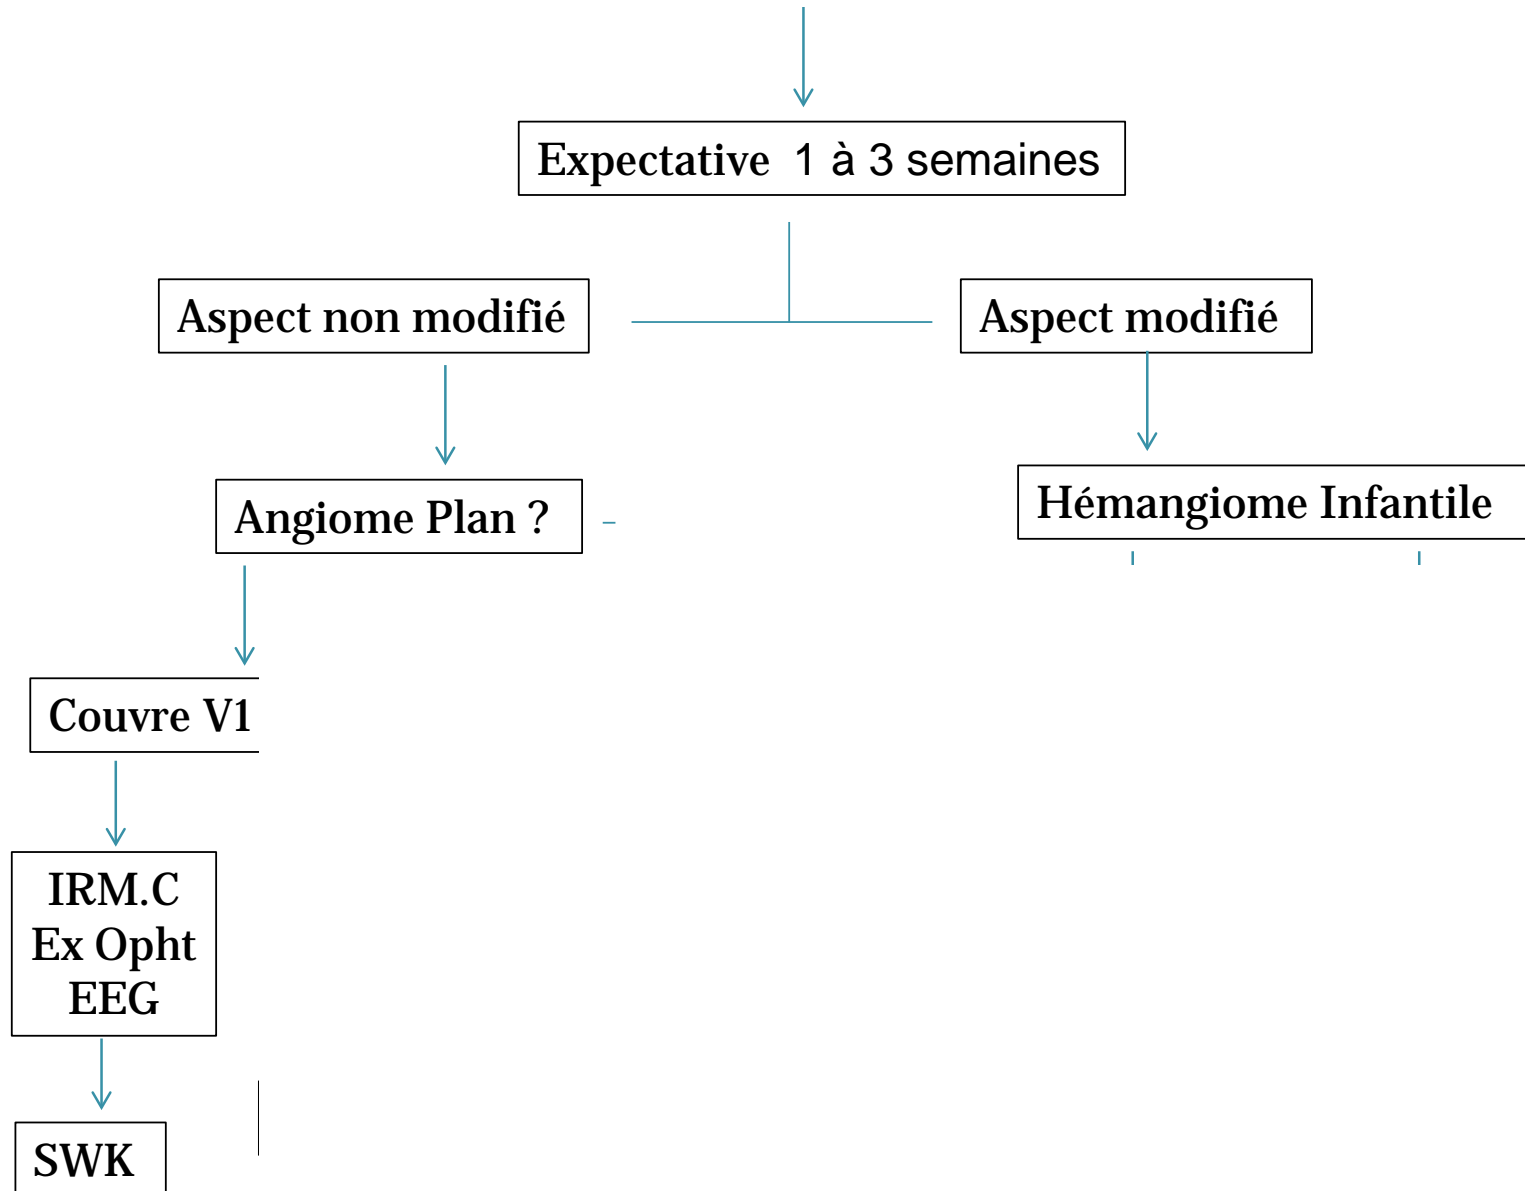 Expectative 1 à 3 semaines
Aspect non modifié
Aspect modifié
Angiome Plan ?
Hémangiome Infantile
Couvre V1
IRM.C
Ex Opht
EEG
SWK